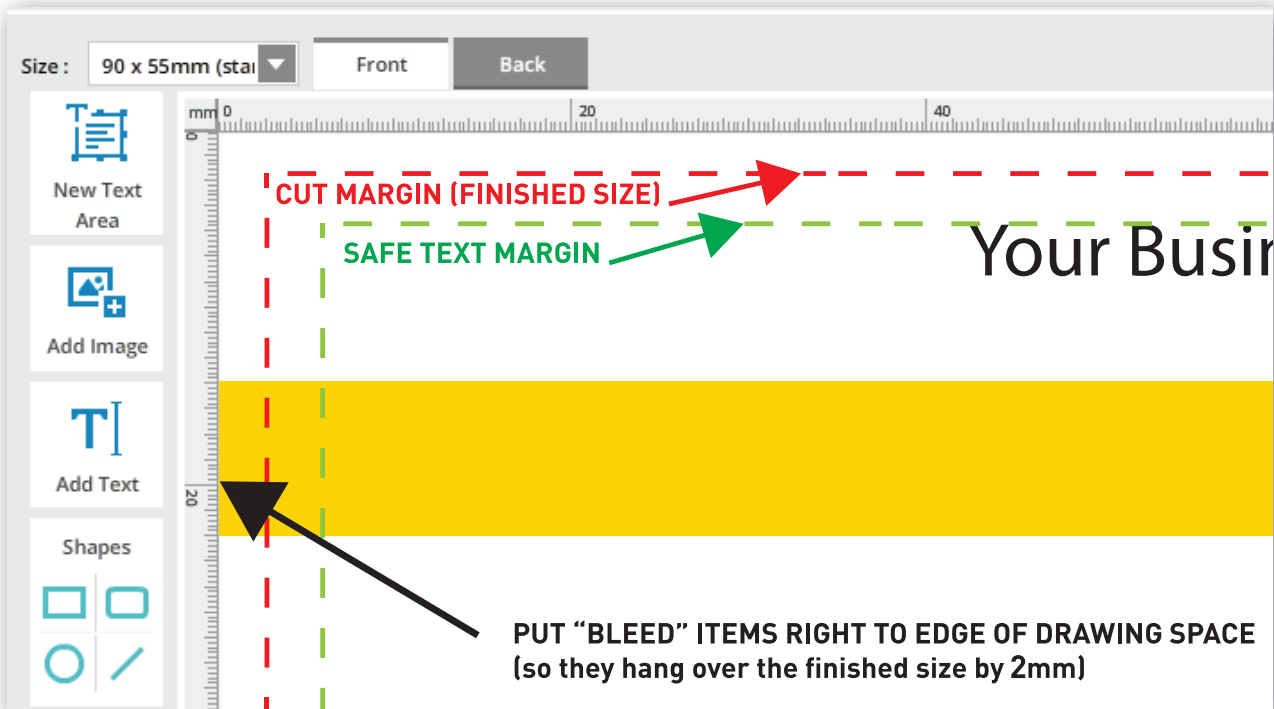 Size :
90 x 55mm (star
Front
Back
mm
0
20
40
0
20
New Text
Area
Add Image
Add Text
Shapes
CUT MARGIN (FINISHED SIZE)
SAFE TEXT MARGIN
Your Busin
PUT “BLEED” ITEMS RIGHT TO EDGE OF DRAWING SPACE
(so they hang over the finished size by 2mm)